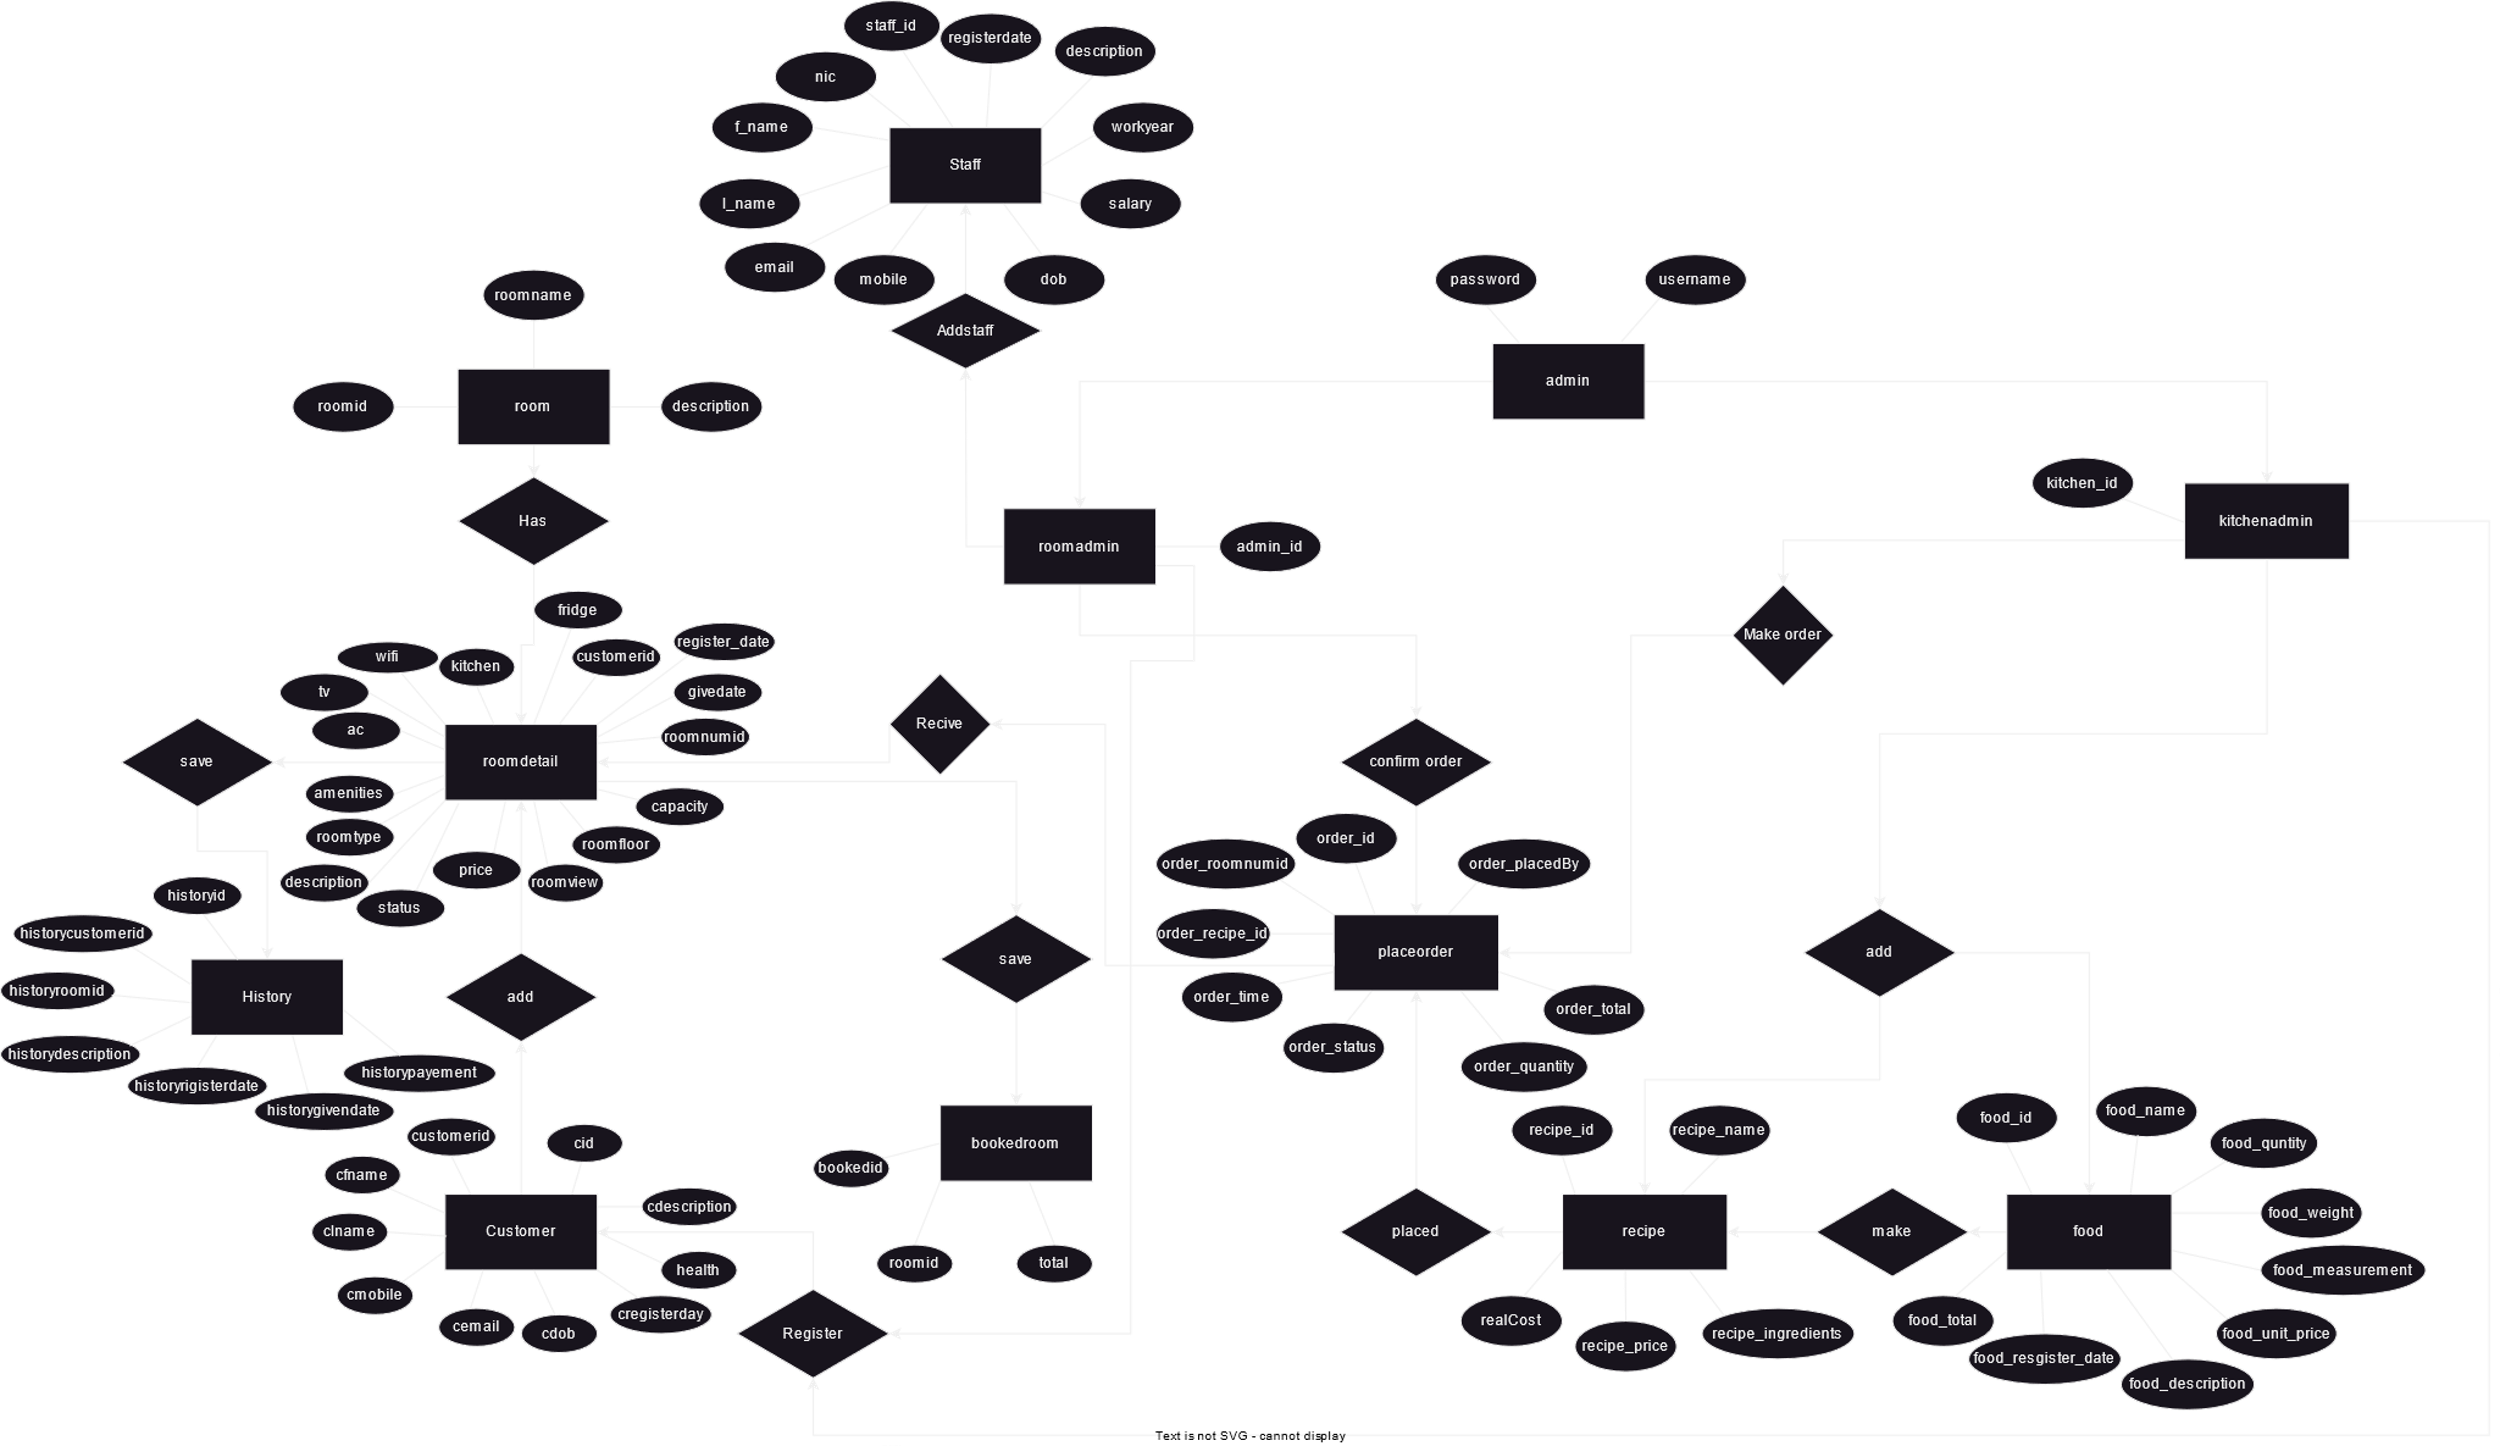 staff_id
registerdate
description
nic
f_name
workyear
Staff
l_name
salary
email
mobile
dob
Addstaff
roomname
roomid
room
description
Has
password
username
admin
roomadmin
admin_id
kitchen_id
kitchenadmin
Make order
fridge
wifi
kitchen
customerid
register_date
tv
givedate
ac
roomnumid
save
roomdetail
Recive
confirm order
amenities
capacity
roomtype
roomfloor
description
price
roomview
status
order_id
order_roomnumid
order_placedBy
order_recipe_id
placeorder
order_time
order_total
order_status
order_quantity
add
historyid
historycustomerid
historyroomid
History
historydescription
historyrigisterdate
historypayement
historygivendate
add
save
customerid
cid
cfname
cdescription
clname
Customer
health
cmobile
cregisterday
cemail
cdob
bookedroom
bookedid
roomid
total
Register
placed
recipe_id
recipe_name
recipe
realCost
recipe_price
recipe_ingredients
make
food_id
food_name
food_quntity
food_weight
food
food_measurement
food_total
food_unit_price
food_resgister_date
food_description
Text is not SVG - cannot display